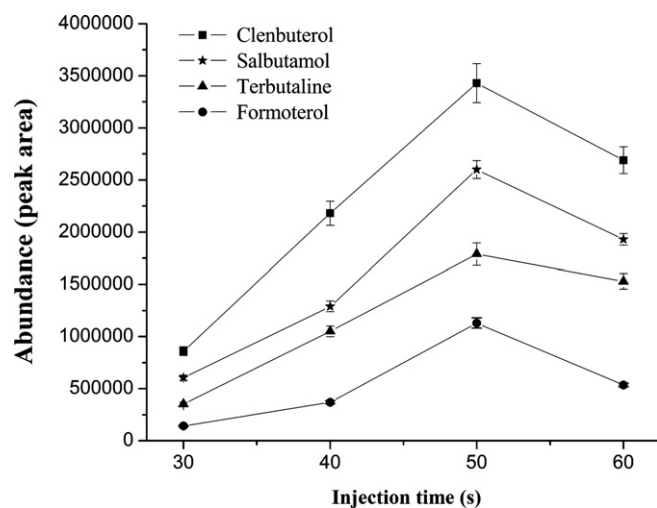 4000000
3500000
3000000
2500000
2000000
1500000
1000000
500000
0
Abundance (peak area)
Clenbuterol
Salbutamol
Terbutaline
Formoterol
30 40 50 60
Injection time (s)